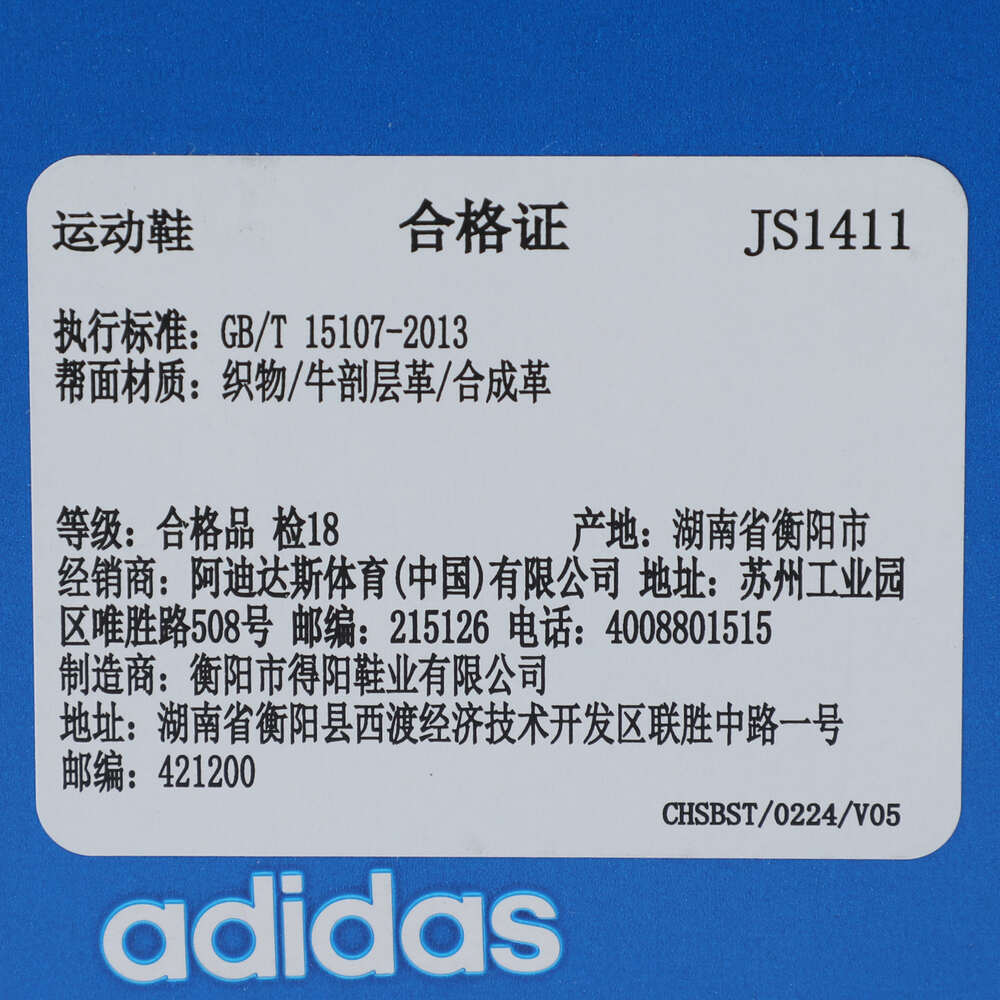 运动鞋 合格证 JS1411
执行标准：GB/T 15107-2013
帮面材质：织物/牛剖层革/合成革
等级：合格品 检18 产地：湖南省衡阳市
经销商：阿迪达斯体育(中国)有限公司 地址：苏州工业园
区唯胜路508号 邮编：215126 电话：4008801515
制造商：衡阳市得阳鞋业有限公司
地址：湖南省衡阳县西渡经济技术开发区联胜中路一号
邮编：421200
CHSBST/0224/V05
adidas